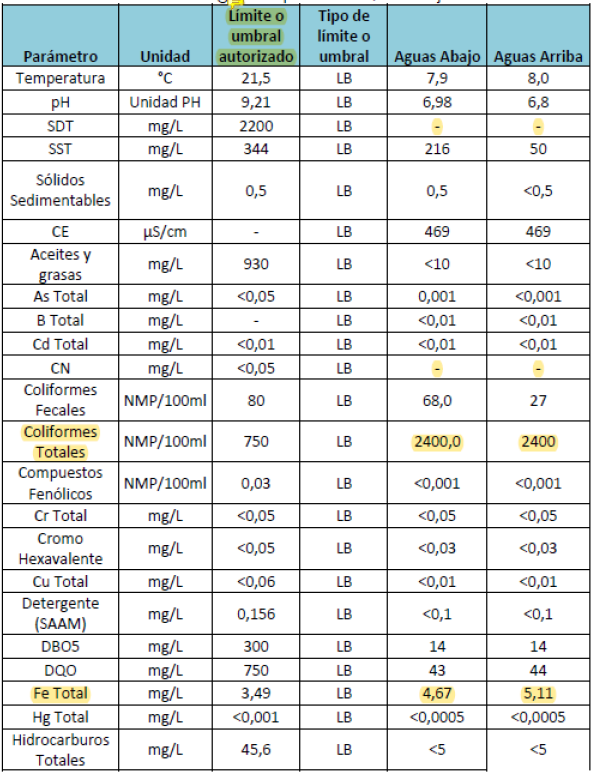 Parámetro Unidad Límite o umbral autorizado Tipo de límite o umbral Aguas Abajo Aguas Arriba
Temperatura °C 21,5 LB 7,9 8,0
pH Unidad PH 9,21 LB 6,98 6,8
SDT mg/L 2200 LB - -
SST mg/L 344 LB 216 50
Sólidos Sedimentables mg/L 0,5 LB 0,5 <0,5
CE µS/cm - LB 469 469
Aceites y grasas mg/L 930 LB <10 <10
As Total mg/L <0,05 LB 0,001 <0,001
B Total mg/L - LB <0,01 <0,01
Cd Total mg/L <0,01 LB <0,01 <0,01
CN mg/L <0,05 LB - -
Coliformes Fecales NMP/100ml 80 LB 68,0 27
Coliformes Totales NMP/100ml 750 LB 2400,0 2400
Compuestos Fenólicos NMP/100ml 0,03 LB <0,001 <0,001
Cr Total mg/L <0,05 LB <0,05 <0,05
Cromo Hexavalente mg/L <0,05 LB <0,03 <0,03
Cu Total mg/L <0,06 LB <0,01 <0,01
Detergente (SAAM) mg/L 0,156 LB <0,1 <0,1
DBO5 mg/L 300 LB 14 14
DQO mg/L 750 LB 43 44
Fe Total mg/L 3,49 LB 4,67 5,11
Hg Total mg/L <0,001 LB <0,0005 <0,0005
Hidrocarburos Totales mg/L 45,6 LB <5 <5